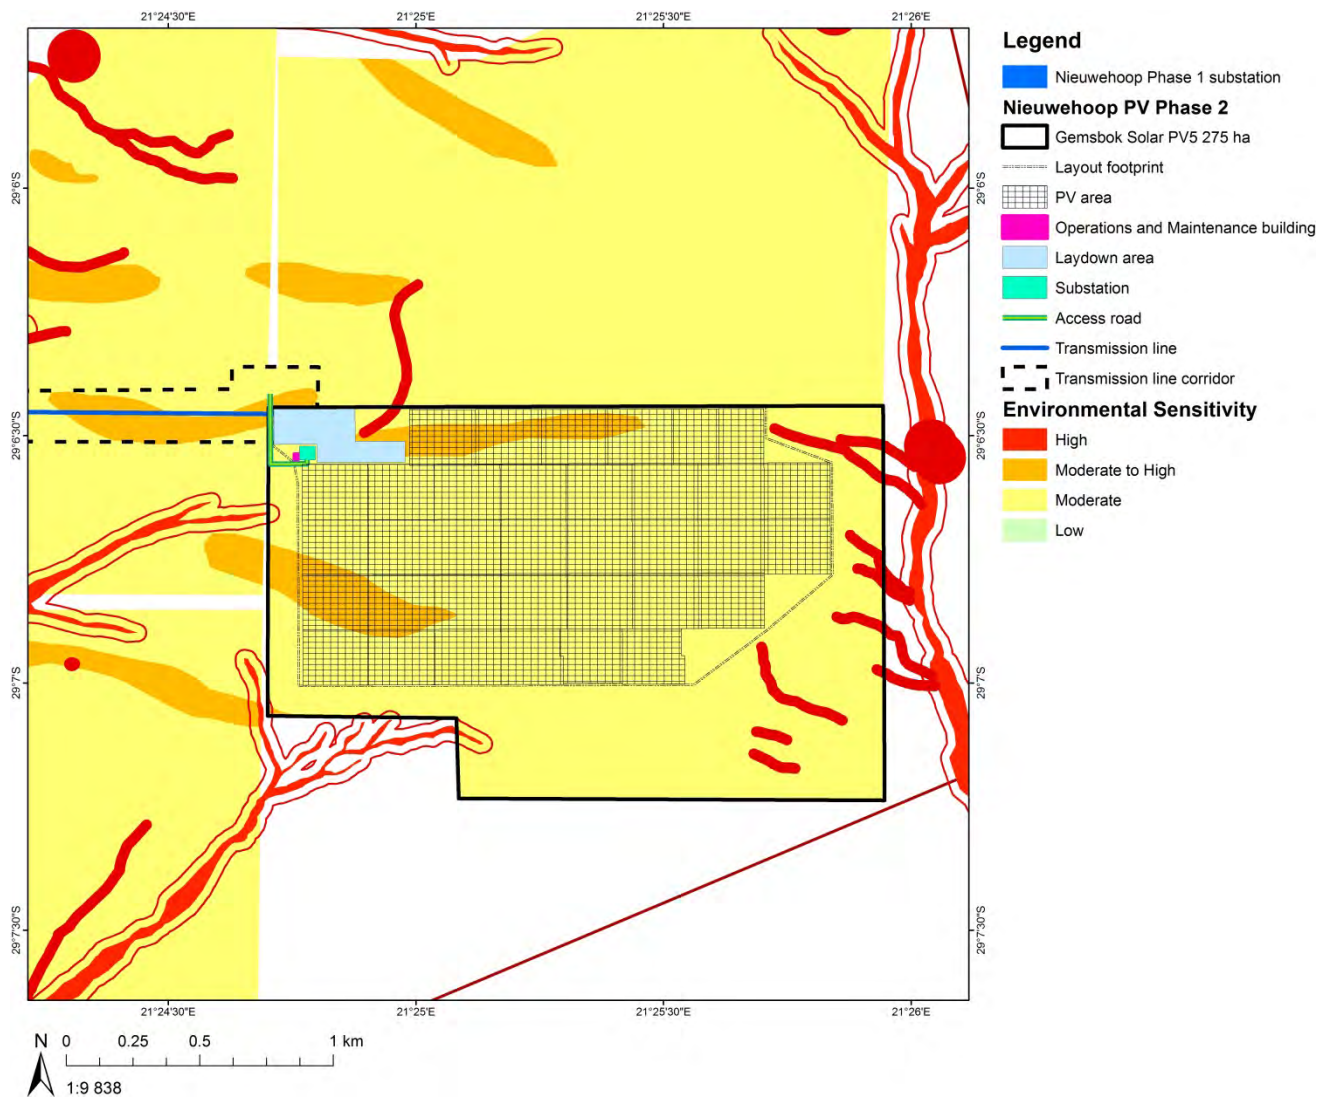 21°24'30"E 21°25'E 21°25'30"E 21°26'E
Legend
Nieuwehoop Phase 1 substation
Nieuwehoop PV Phase 2
Gemsbok Solar PV5 275 ha
Layout footprint
PV area
Operations and Maintenance building
Laydown area
Substation
Access road
Transmission line
Transmission line corridor
Environmental Sensitivity
High
Moderate to High
Moderate
Low
29°6'S
29°6'30"S
29°7'S
29°7'30"S
29°6'S
29°6'30"S
29°7'S
29°7'30"S
21°24'30"E 21°25'E 21°25'30"E 21°26'E
N 0 0.25 0.5 1 km
1:9 838